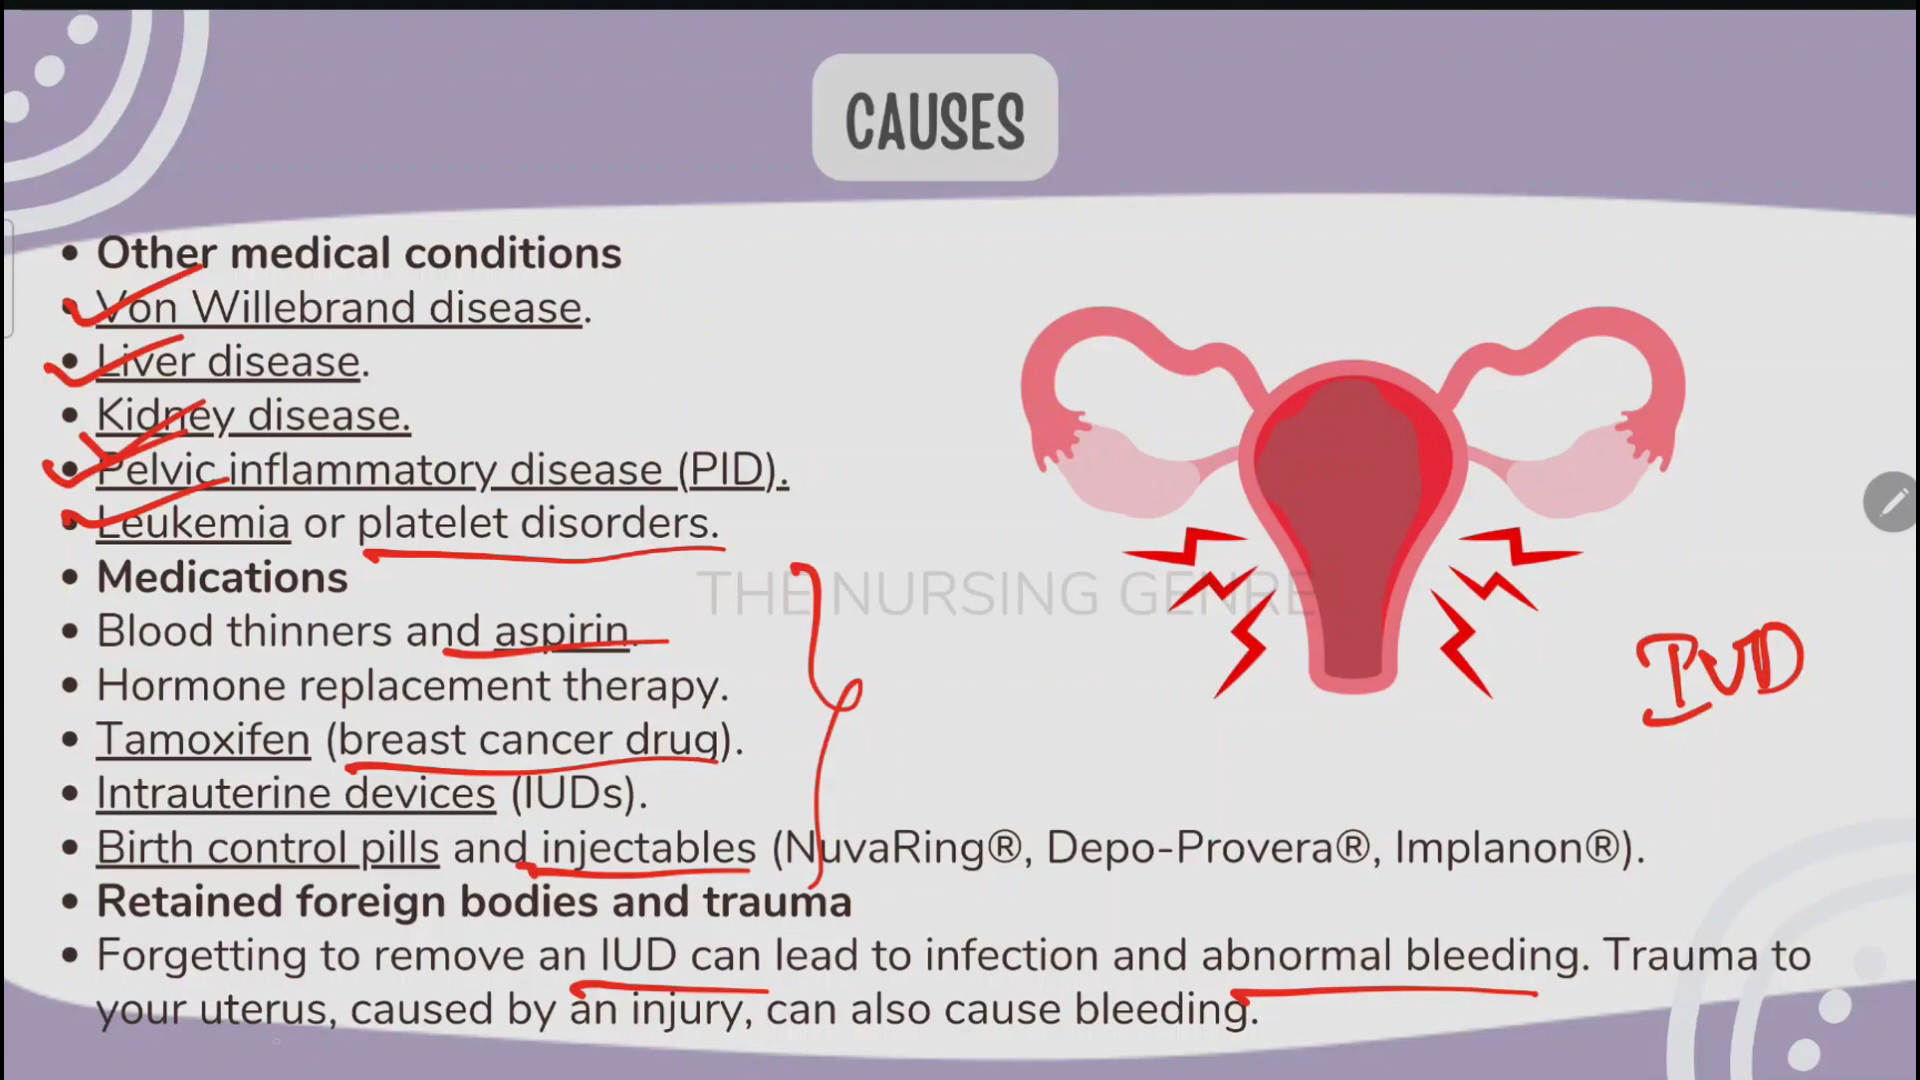 CAUSES
• Other medical conditions
• Von Willebrand disease.
• Liver disease.
• Kidney disease.
• Pelvic inflammatory disease (PID).
• Leukemia or platelet disorders.
• Medications
THE NURSING GENRE
• Blood thinners and aspirin.
• Hormone replacement therapy.
IUD
• Tamoxifen (breast cancer drug).
• Intrauterine devices (IUDs).
• Birth control pills and injectables (NuvaRing®, Depo-Provera®, Implanon®).
• Retained foreign bodies and trauma
• Forgetting to remove an IUD can lead to infection and abnormal bleeding. Trauma to
your uterus, caused by an injury, can also cause bleeding.